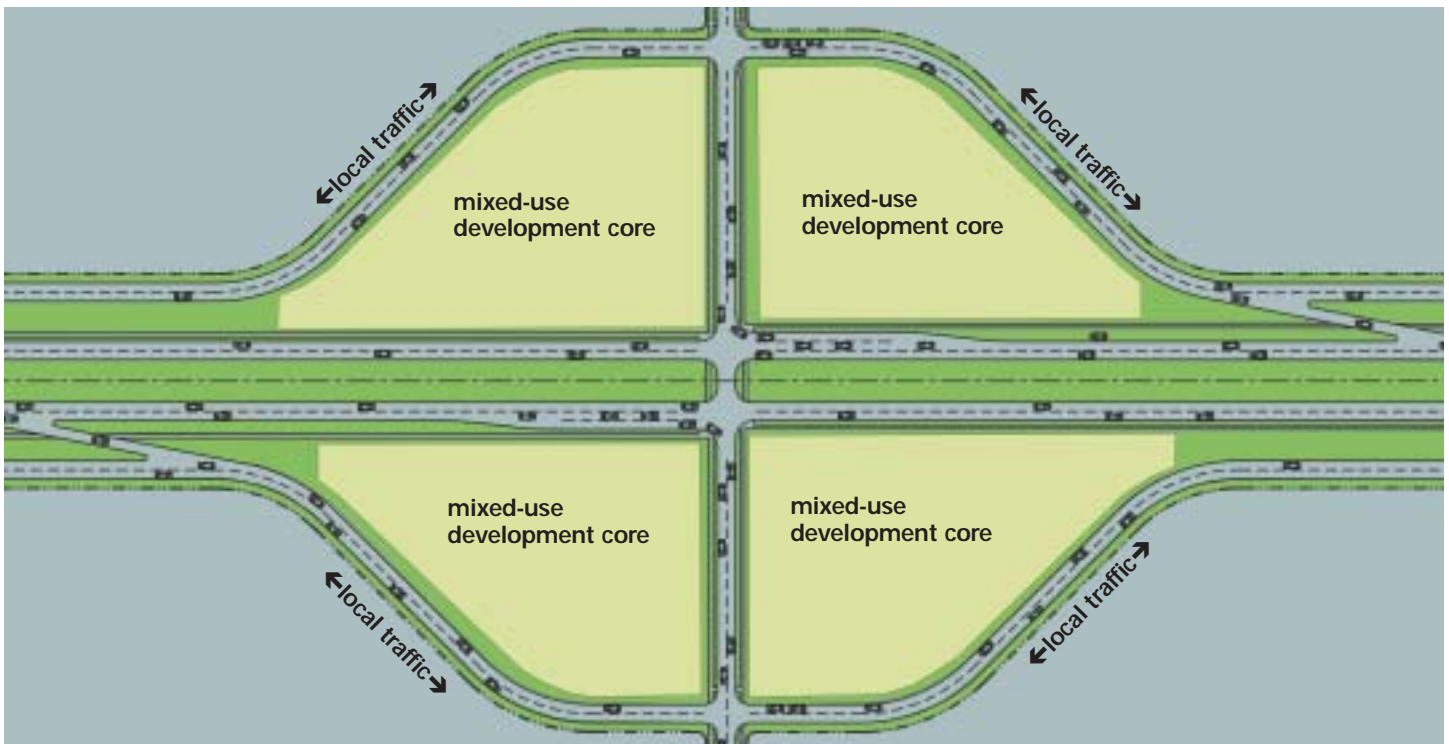 ←local traffic→
←local traffic→
mixed-use
development core
mixed-use
development core
mixed-use
development core
mixed-use
development core
←local traffic→
←local traffic→